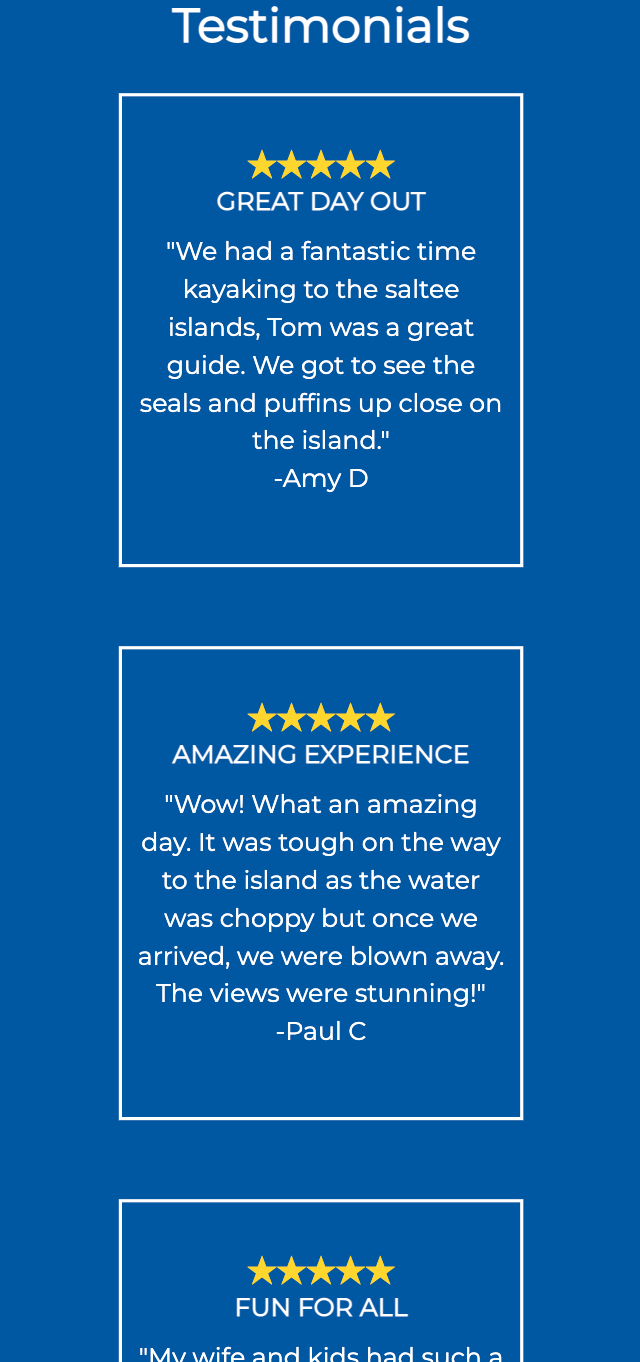 Testimonials
GREAT DAY OUT
"We had a fantastic time
kayaking to the saltee
islands, Tom was a great
guide. We got to see the
seals and puffins up close on
the island."
-Amy D
AMAZING EXPERIENCE
"Wow! What an amazing
day. It was tough on the way
to the island as the water
was choppy but once we
arrived, we were blown away.
The views were stunning!"
-Paul C
FUN FOR ALL
"My wife and kids had such a